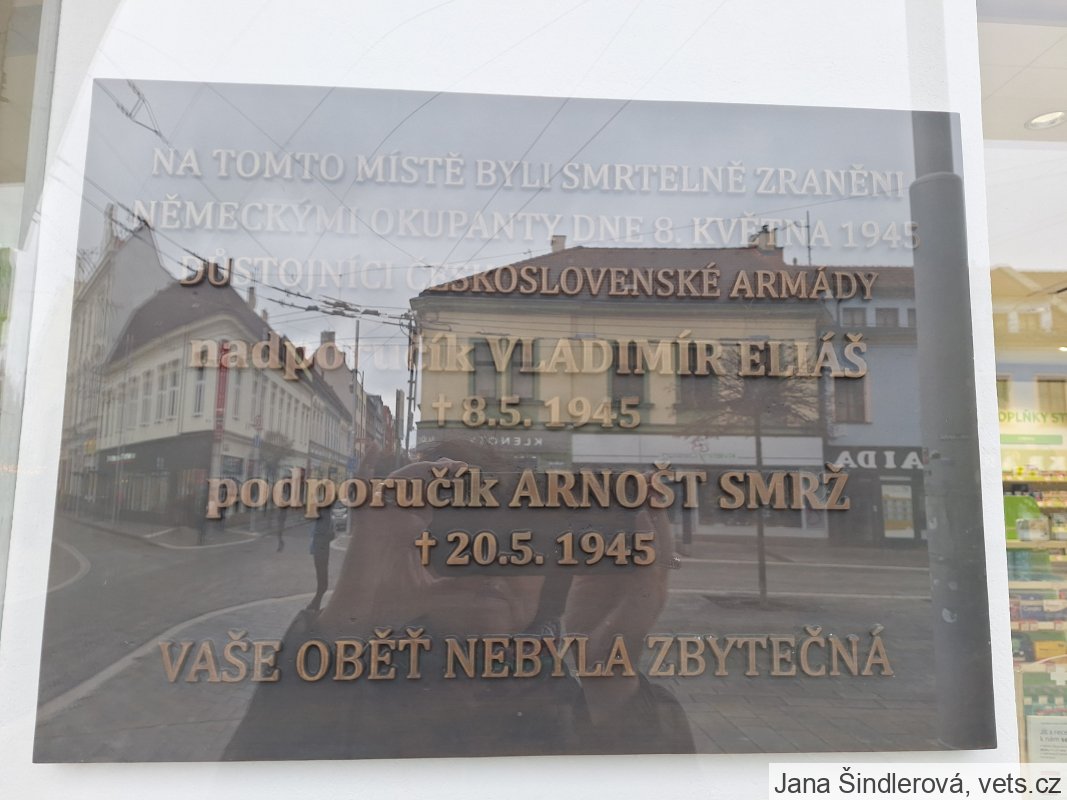 NA TOMTO MÍSTĚ BYLI SMRTELNĚ ZRANĚNI
NĚMECKÝMI OKUPANTY DNE 8. KVĚTNA 1945
DŮSTOJNÍCI ČESKOSLOVENSKÉ ARMÁDY
nadporučík VLADIMÍR ELIÁŠ
† 8.5. 1945
podporučík ARNOŠT SMRŽ
† 20.5. 1945
VAŠE OBĚŤ NEBYLA ZBYTEČNÁ
AIDA
Jana Šindlerová, vets.cz